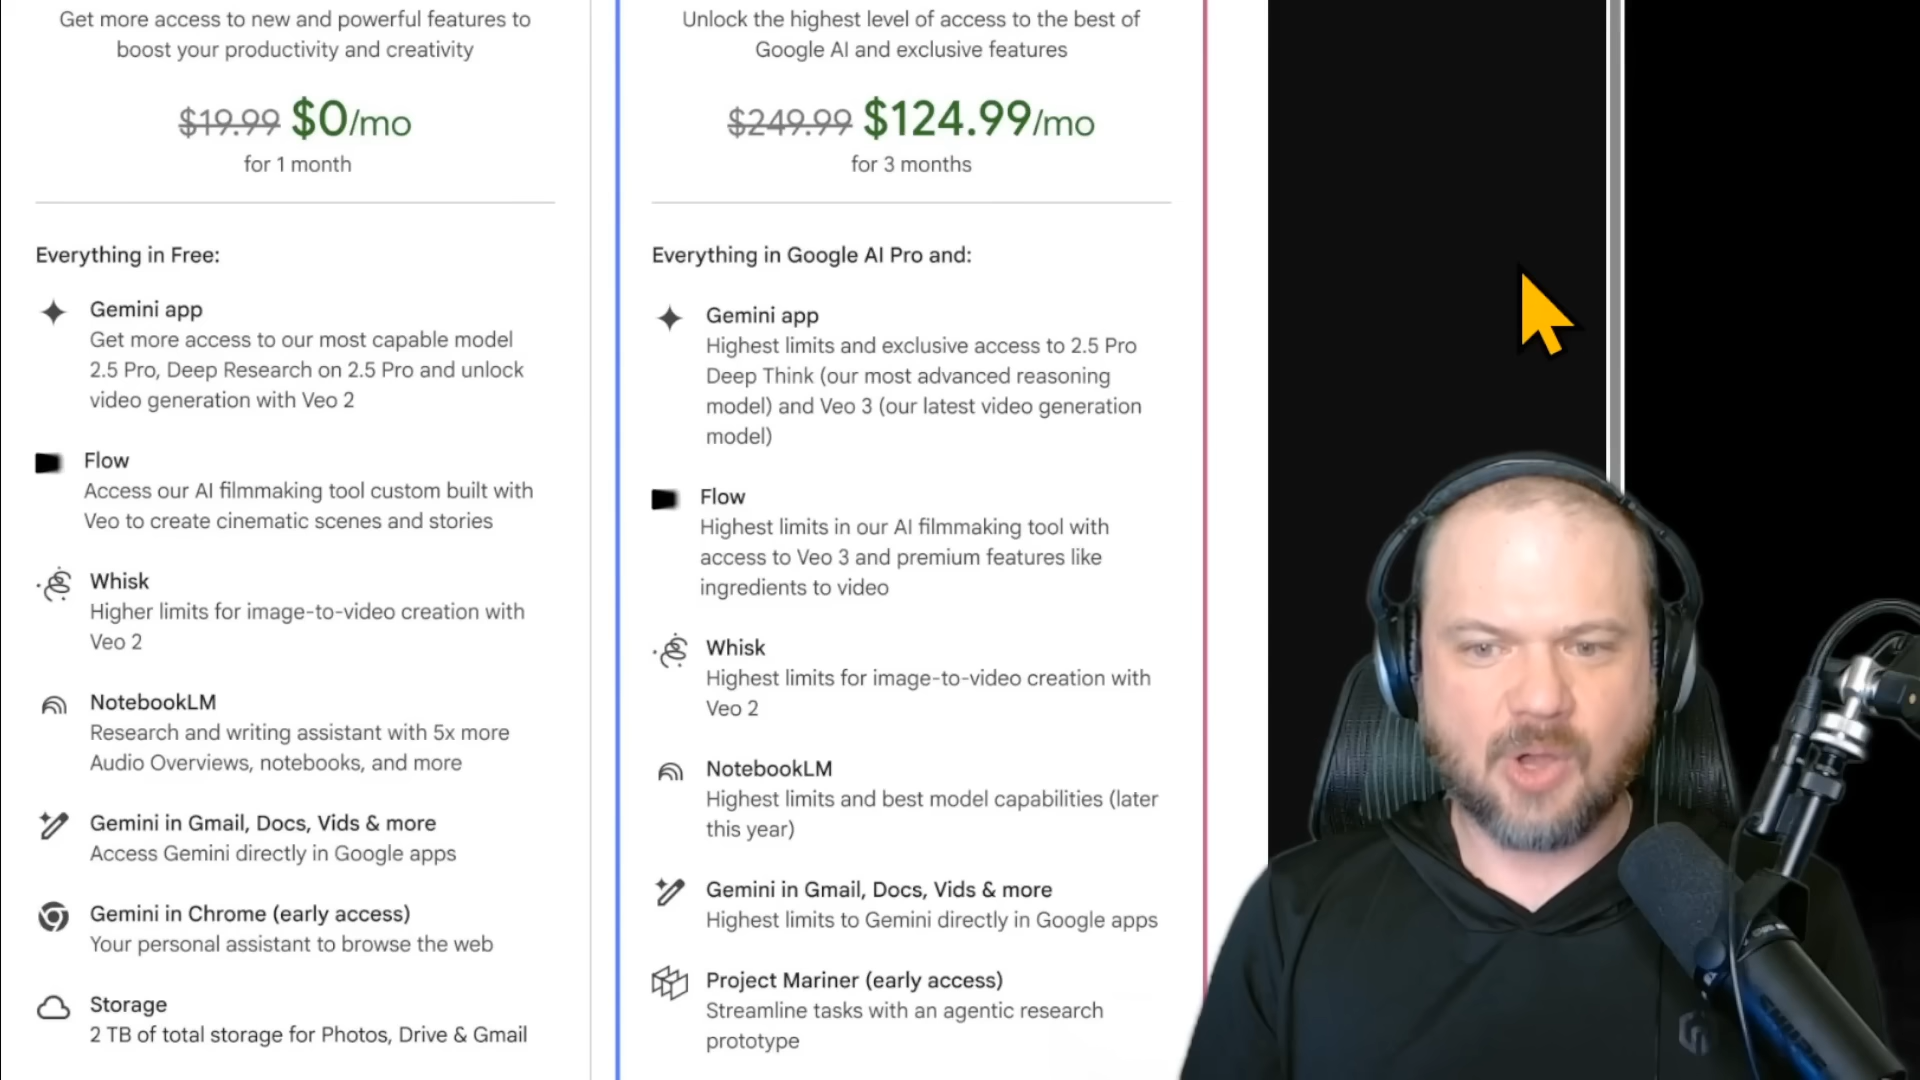 Get more access to new and powerful features to
boost your productivity and creativity
$19.99 $0/mo
for 1 month
Everything in Free:
Gemini app
Get more access to our most capable model
2.5 Pro, Deep Research on 2.5 Pro and unlock
video generation with Veo 2
Flow
Access our AI filmmaking tool custom built with
Veo to create cinematic scenes and stories
Whisk
Higher limits for image-to-video creation with
Veo 2
NotebookLM
Research and writing assistant with 5x more
Audio Overviews, notebooks, and more
Gemini in Gmail, Docs, Vids & more
Access Gemini directly in Google apps
Gemini in Chrome (early access)
Your personal assistant to browse the web
Storage
2 TB of total storage for Photos, Drive & Gmail
Unlock the highest level of access to the best of
Google AI and exclusive features
$249.99 $124.99/mo
for 3 months
Everything in Google AI Pro and:
Gemini app
Highest limits and exclusive access to 2.5 Pro
Deep Think (our most advanced reasoning
model) and Veo 3 (our latest video generation
model)
Flow
Highest limits in our AI filmmaking tool with
access to Veo 3 and premium features like
ingredients to video
Whisk
Highest limits for image-to-video creation with
Veo 2
NotebookLM
Highest limits and best model capabilities (later
this year)
Gemini in Gmail, Docs, Vids & more
Highest limits to Gemini directly in Google apps
Project Mariner (early access)
Streamline tasks with an agentic research
prototype